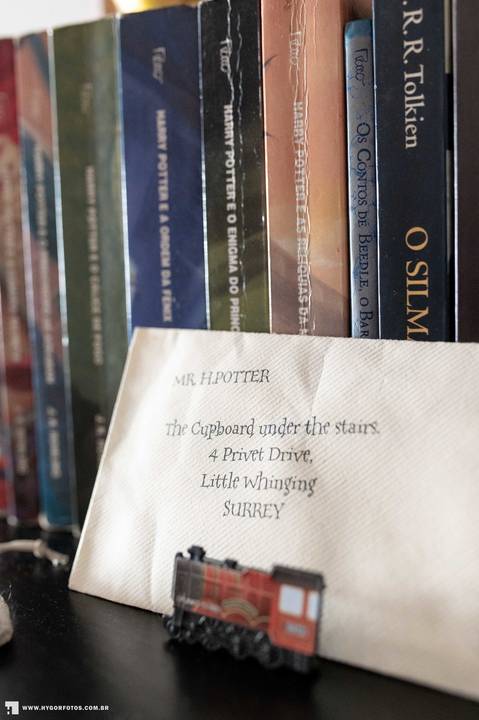 HARRY POTTER E A ORDEM DA FÊNIX
HARRY POTTER E O ENIGMA DO PRÍNC
HARRY POTTER E AS RELÍQUIAS DA M
Os Contos de Beedle, o Bar
R. R. Tolkien
O SILM
MR. H.POTTER
The Cupboard under the stairs.
4 Privet Drive,
Little Whinging
SURREY
WWW.HYGORFOTOS.COM.BR